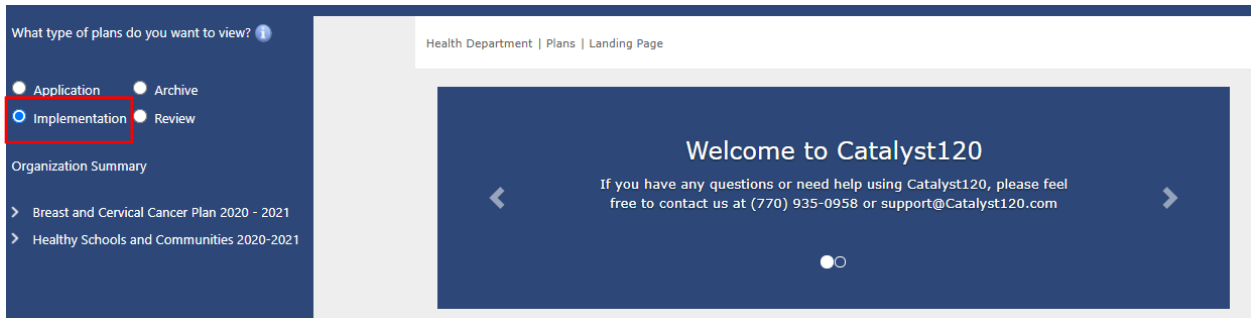 What type of plans do you want to view?
Application
Archive
Implementation
Review
Organization Summary
Breast and Cervical Cancer Plan 2020 - 2021
Healthy Schools and Communities 2020-2021
Health Department | Plans | Landing Page
Welcome to Catalyst120
If you have any questions or need help using Catalyst120, please feel
free to contact us at (770) 935-0958 or support@Catalyst120.com